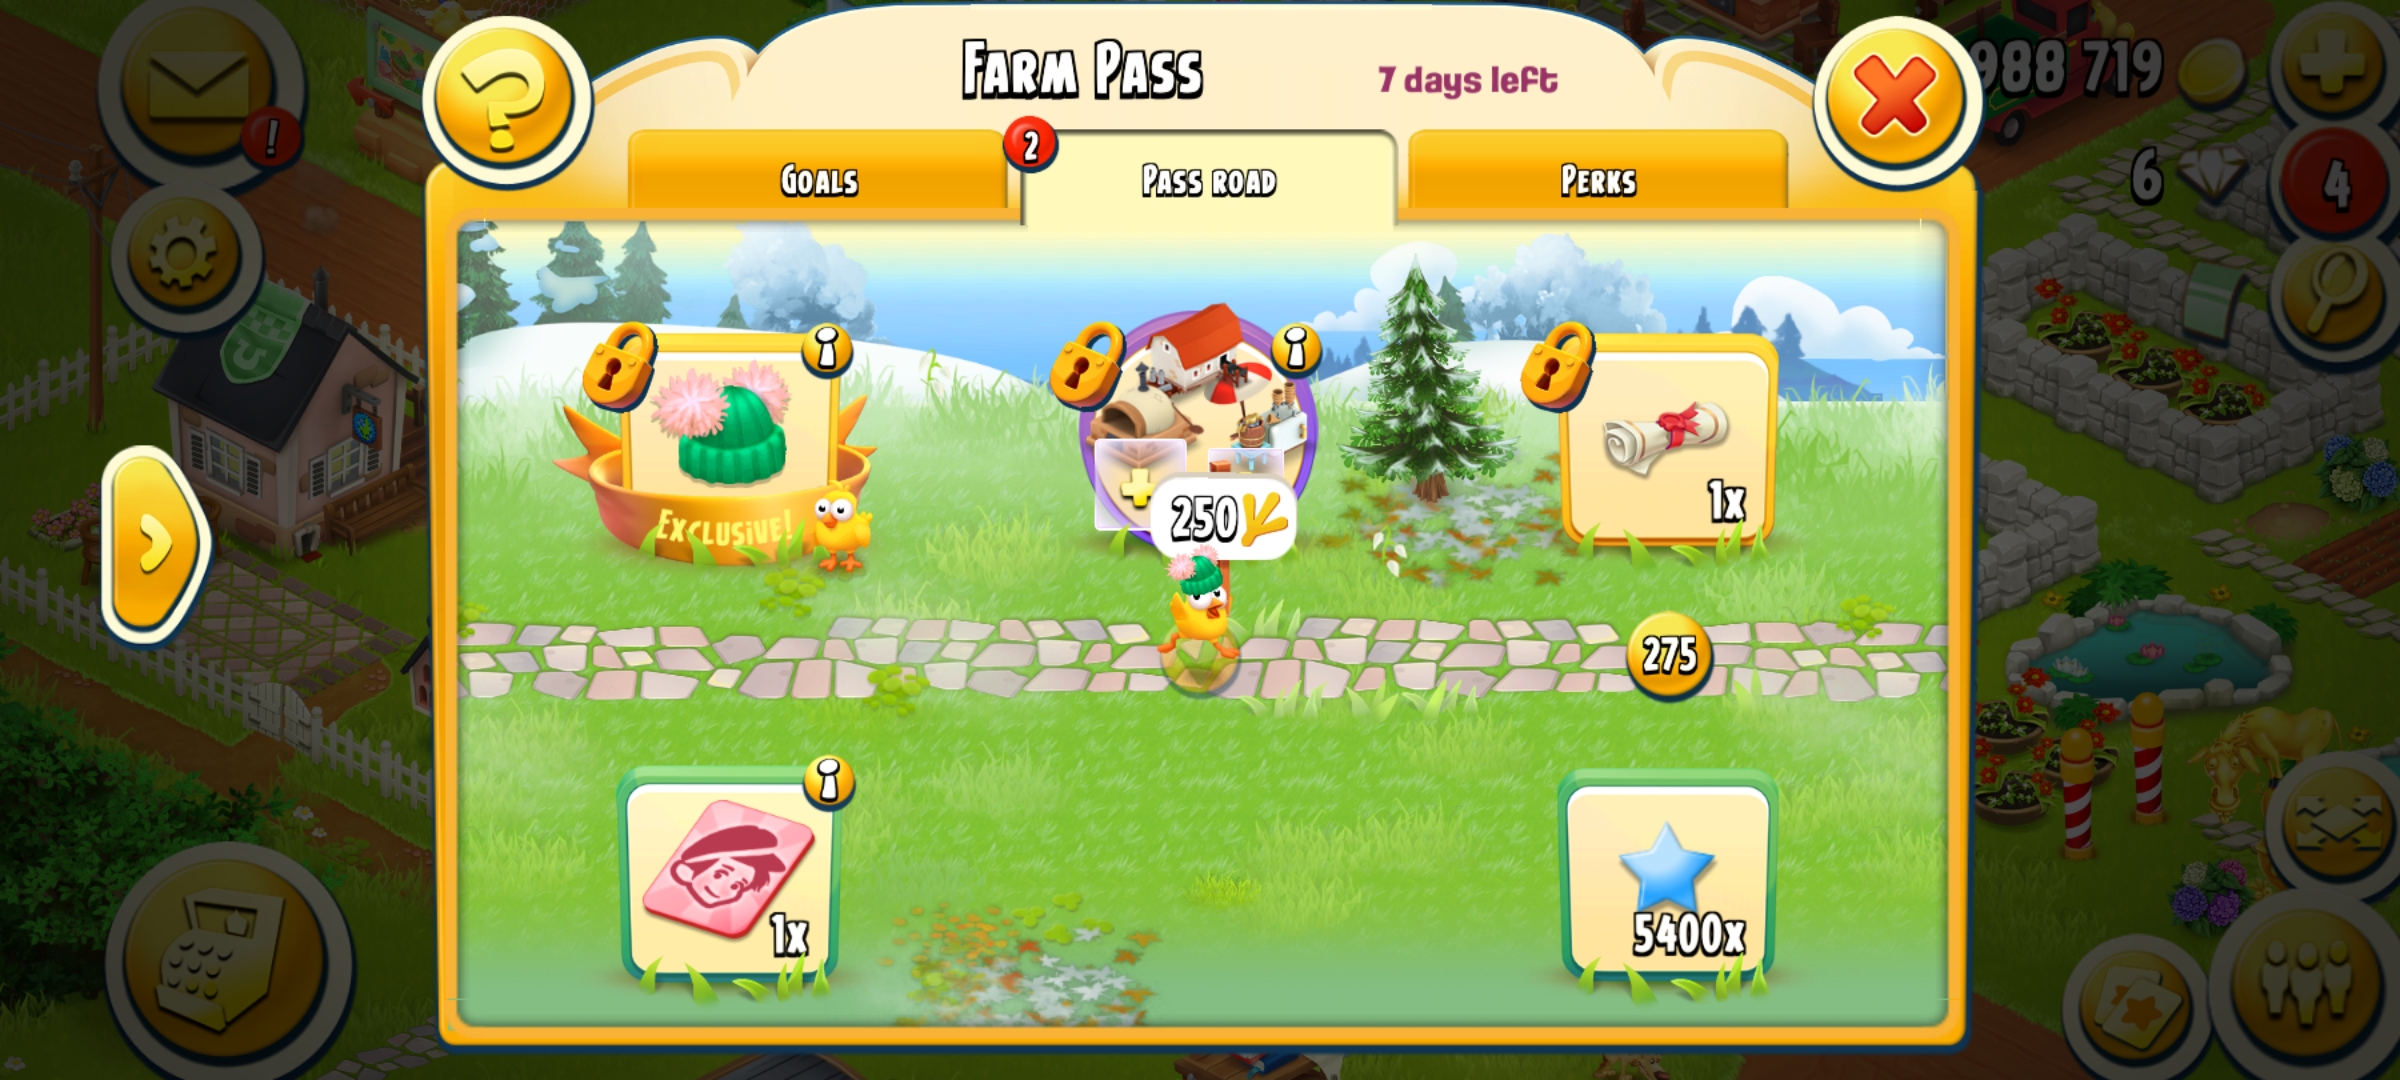 FARM PASS
7 days left
988 719
!
2
GOALS
PASS ROAD
PERKS
6
4
1x
250
EXCLUSIVE!
275
1x
5400x